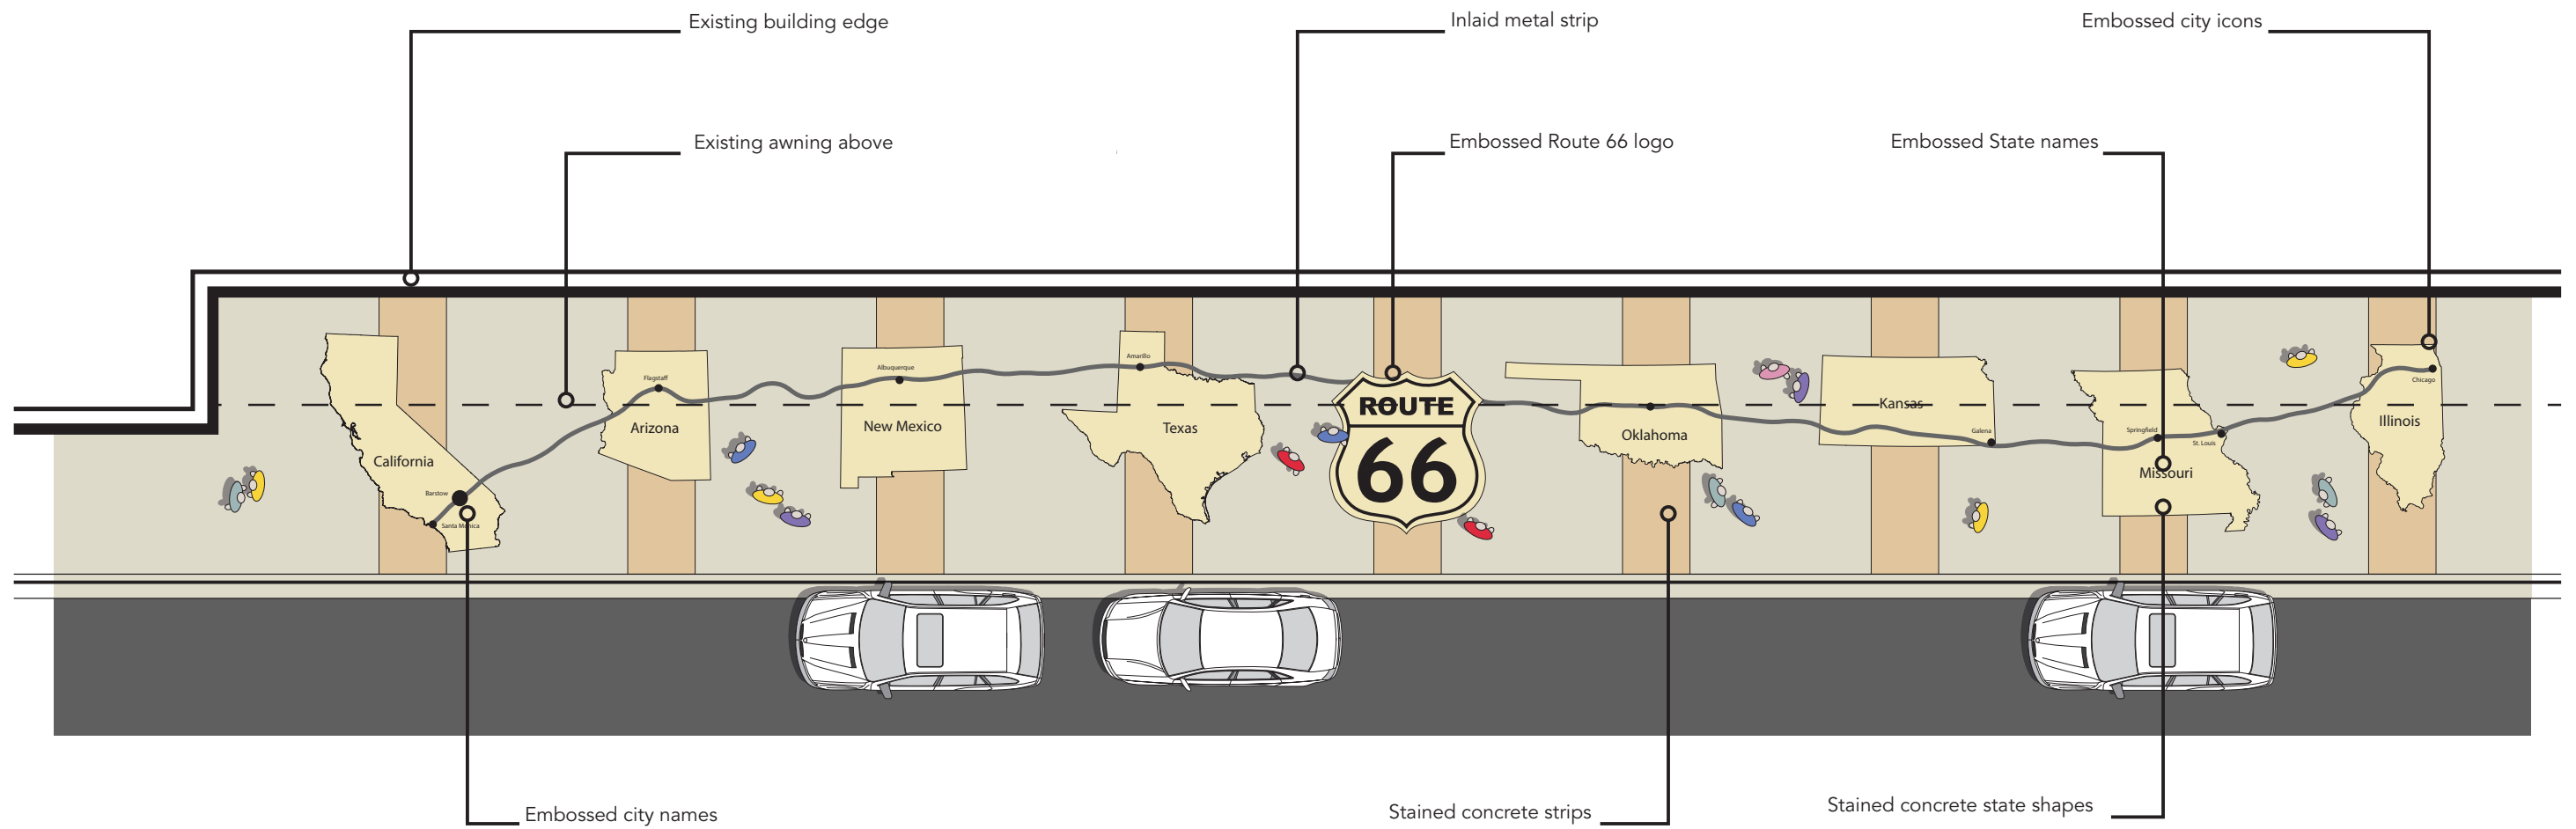 Existing building edge
Inlaid metal strip
Embossed city icons
Existing awning above
Embossed Route 66 logo
Embossed State names
Amarillo
Albuquerque
Flagstaff
Chicago
ROUTE
66
Kansas
Illinois
Arizona
New Mexico
Texas
Oklahoma
Galena
Springfield
St. Louis
California
Missouri
Barstow
Santa Monica
Embossed city names
Stained concrete strips
Stained concrete state shapes